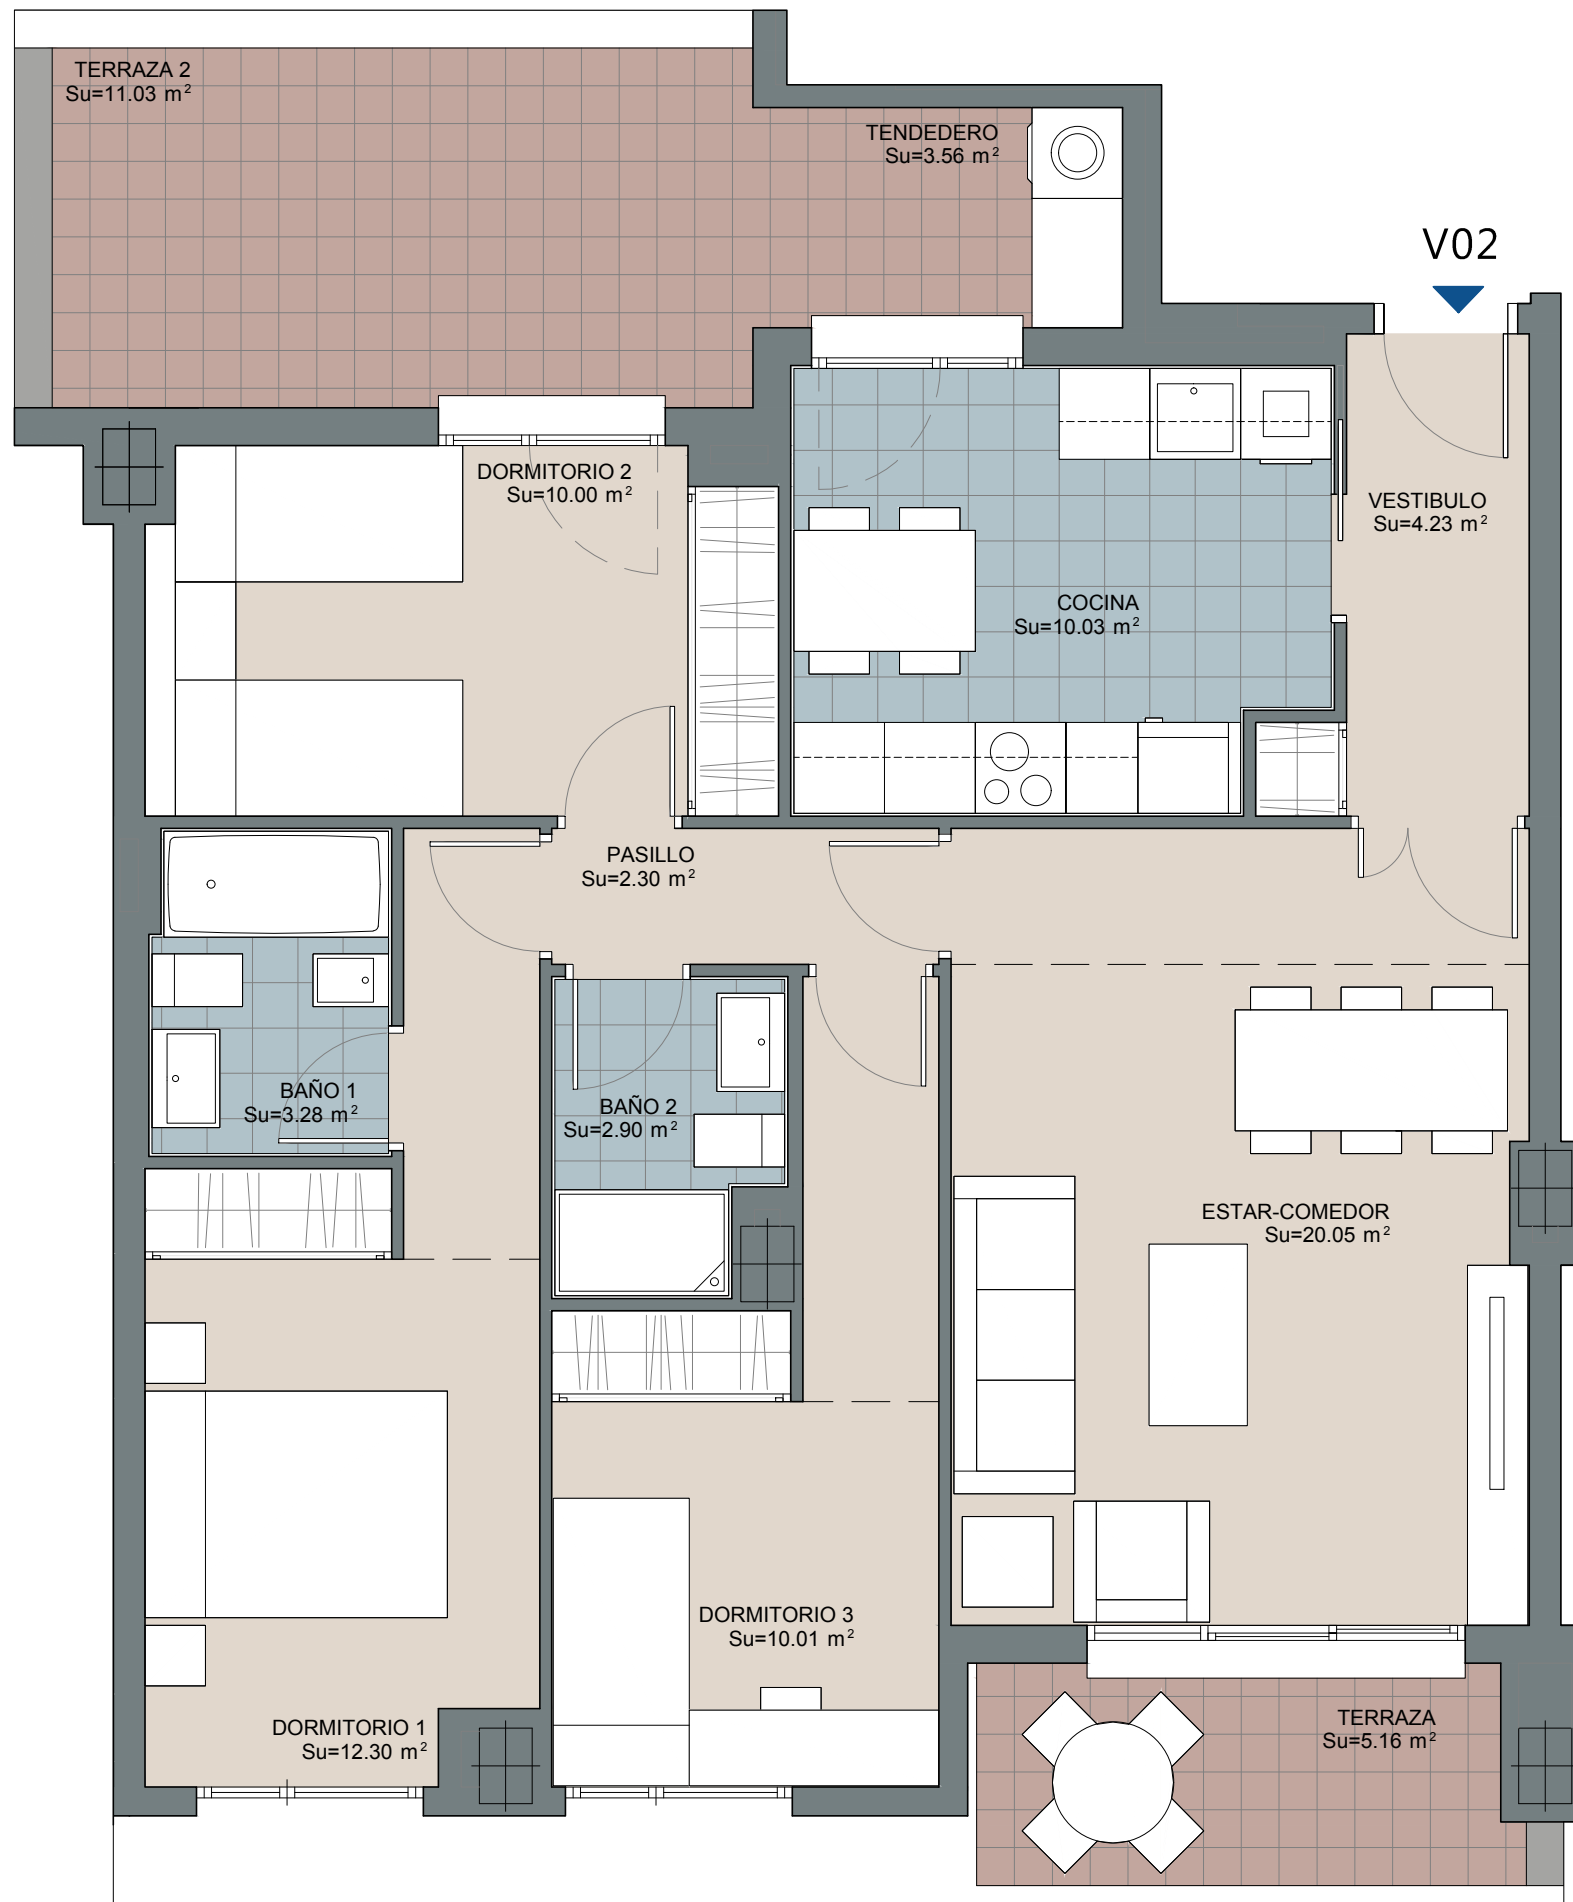 TERRAZA 2
Su=11.03 m²
TENDEDERO
Su=3.56 m²
V02
DORMITORIO 2
Su=10.00 m²
VESTIBULO
Su=4.23 m²
COCINA
Su=10.03 m²
PASILLO
Su=2.30 m²
BAÑO 1
Su=3.28 m²
BAÑO 2
Su=2.90 m²
ESTAR-COMEDOR
Su=20.05 m²
DORMITORIO 3
Su=10.01 m²
DORMITORIO 1
Su=12.30 m²
TERRAZA
Su=5.16 m²